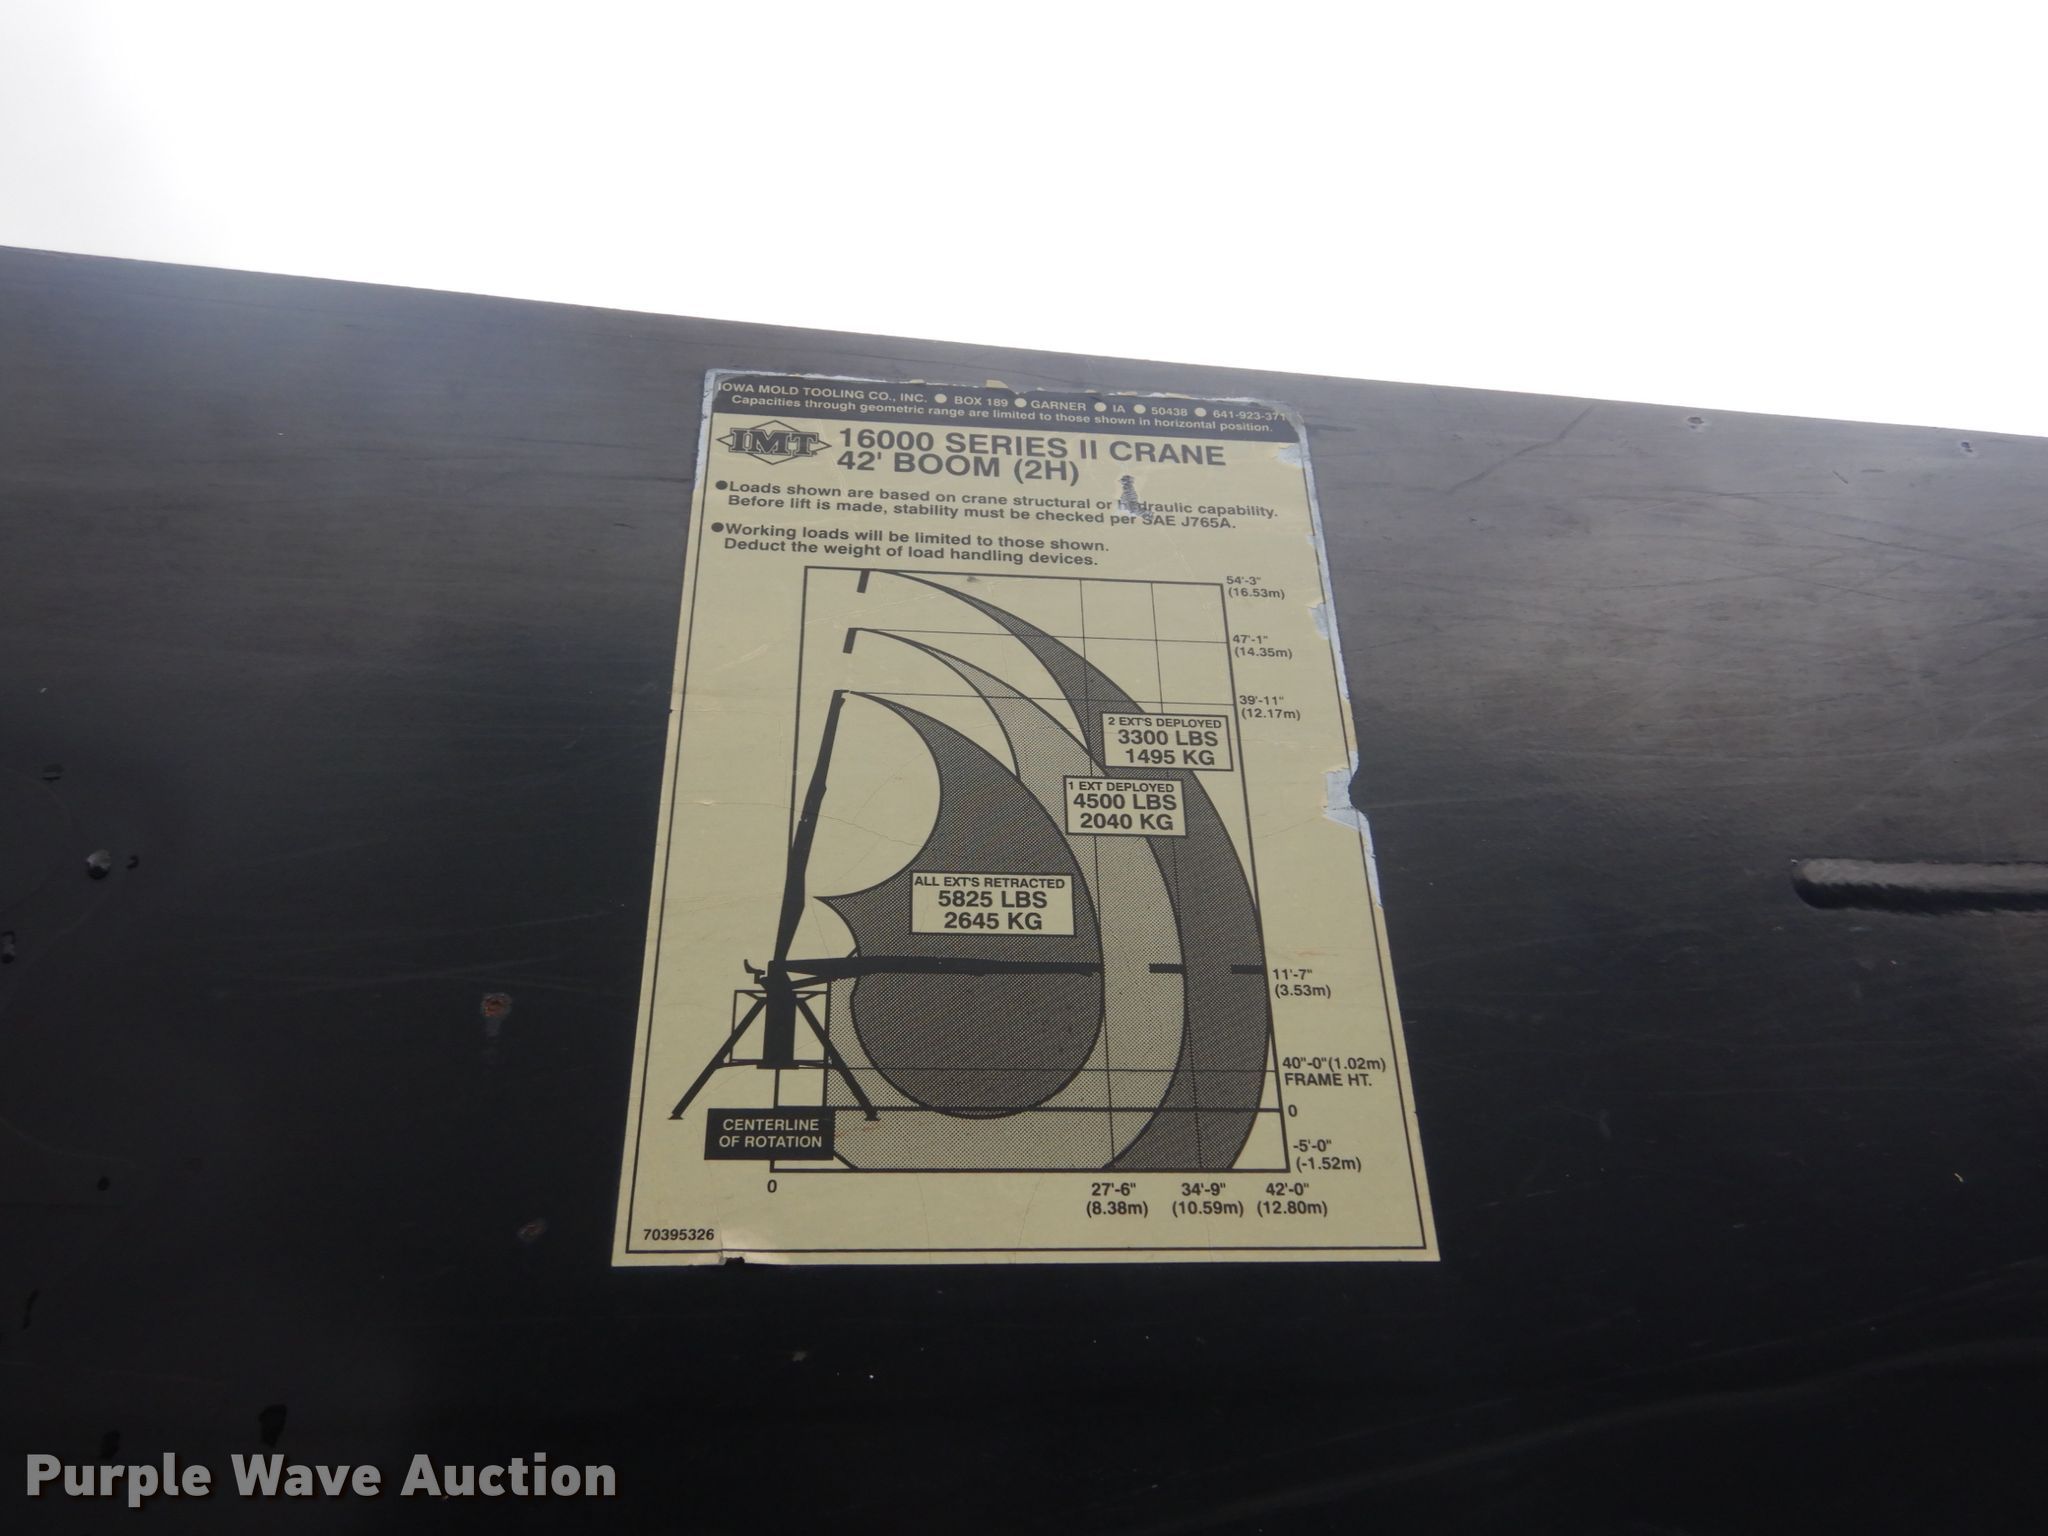 IOWA MOLD TOOLING CO., INC. ● BOX 189 ● GARNER ● IA ● 50438 ● 641-923-371
Capacities through geometric range are limited to those shown in horizontal position.
IMT
16000 SERIES II CRANE
42' BOOM (2H)
●Loads shown are based on crane structural or hydraulic capability.
Before lift is made, stability must be checked per SAE J765A.
●Working loads will be limited to those shown.
Deduct the weight of load handling devices.
54'-3"
(16.53m)
47'-1"
(14.35m)
39'-11"
(12.17m)
2 EXT'S DEPLOYED
3300 LBS
1495 KG
1 EXT DEPLOYED
4500 LBS
2040 KG
ALL EXT'S RETRACTED
5825 LBS
2645 KG
11'-7"
(3.53m)
40"-0"(1.02m)
FRAME HT.
0
-5'-0"
(-1.52m)
CENTERLINE
OF ROTATION
0
27'-6" 34'-9" 42'-0"
(8.38m) (10.59m) (12.80m)
70395326
Purple Wave Auction